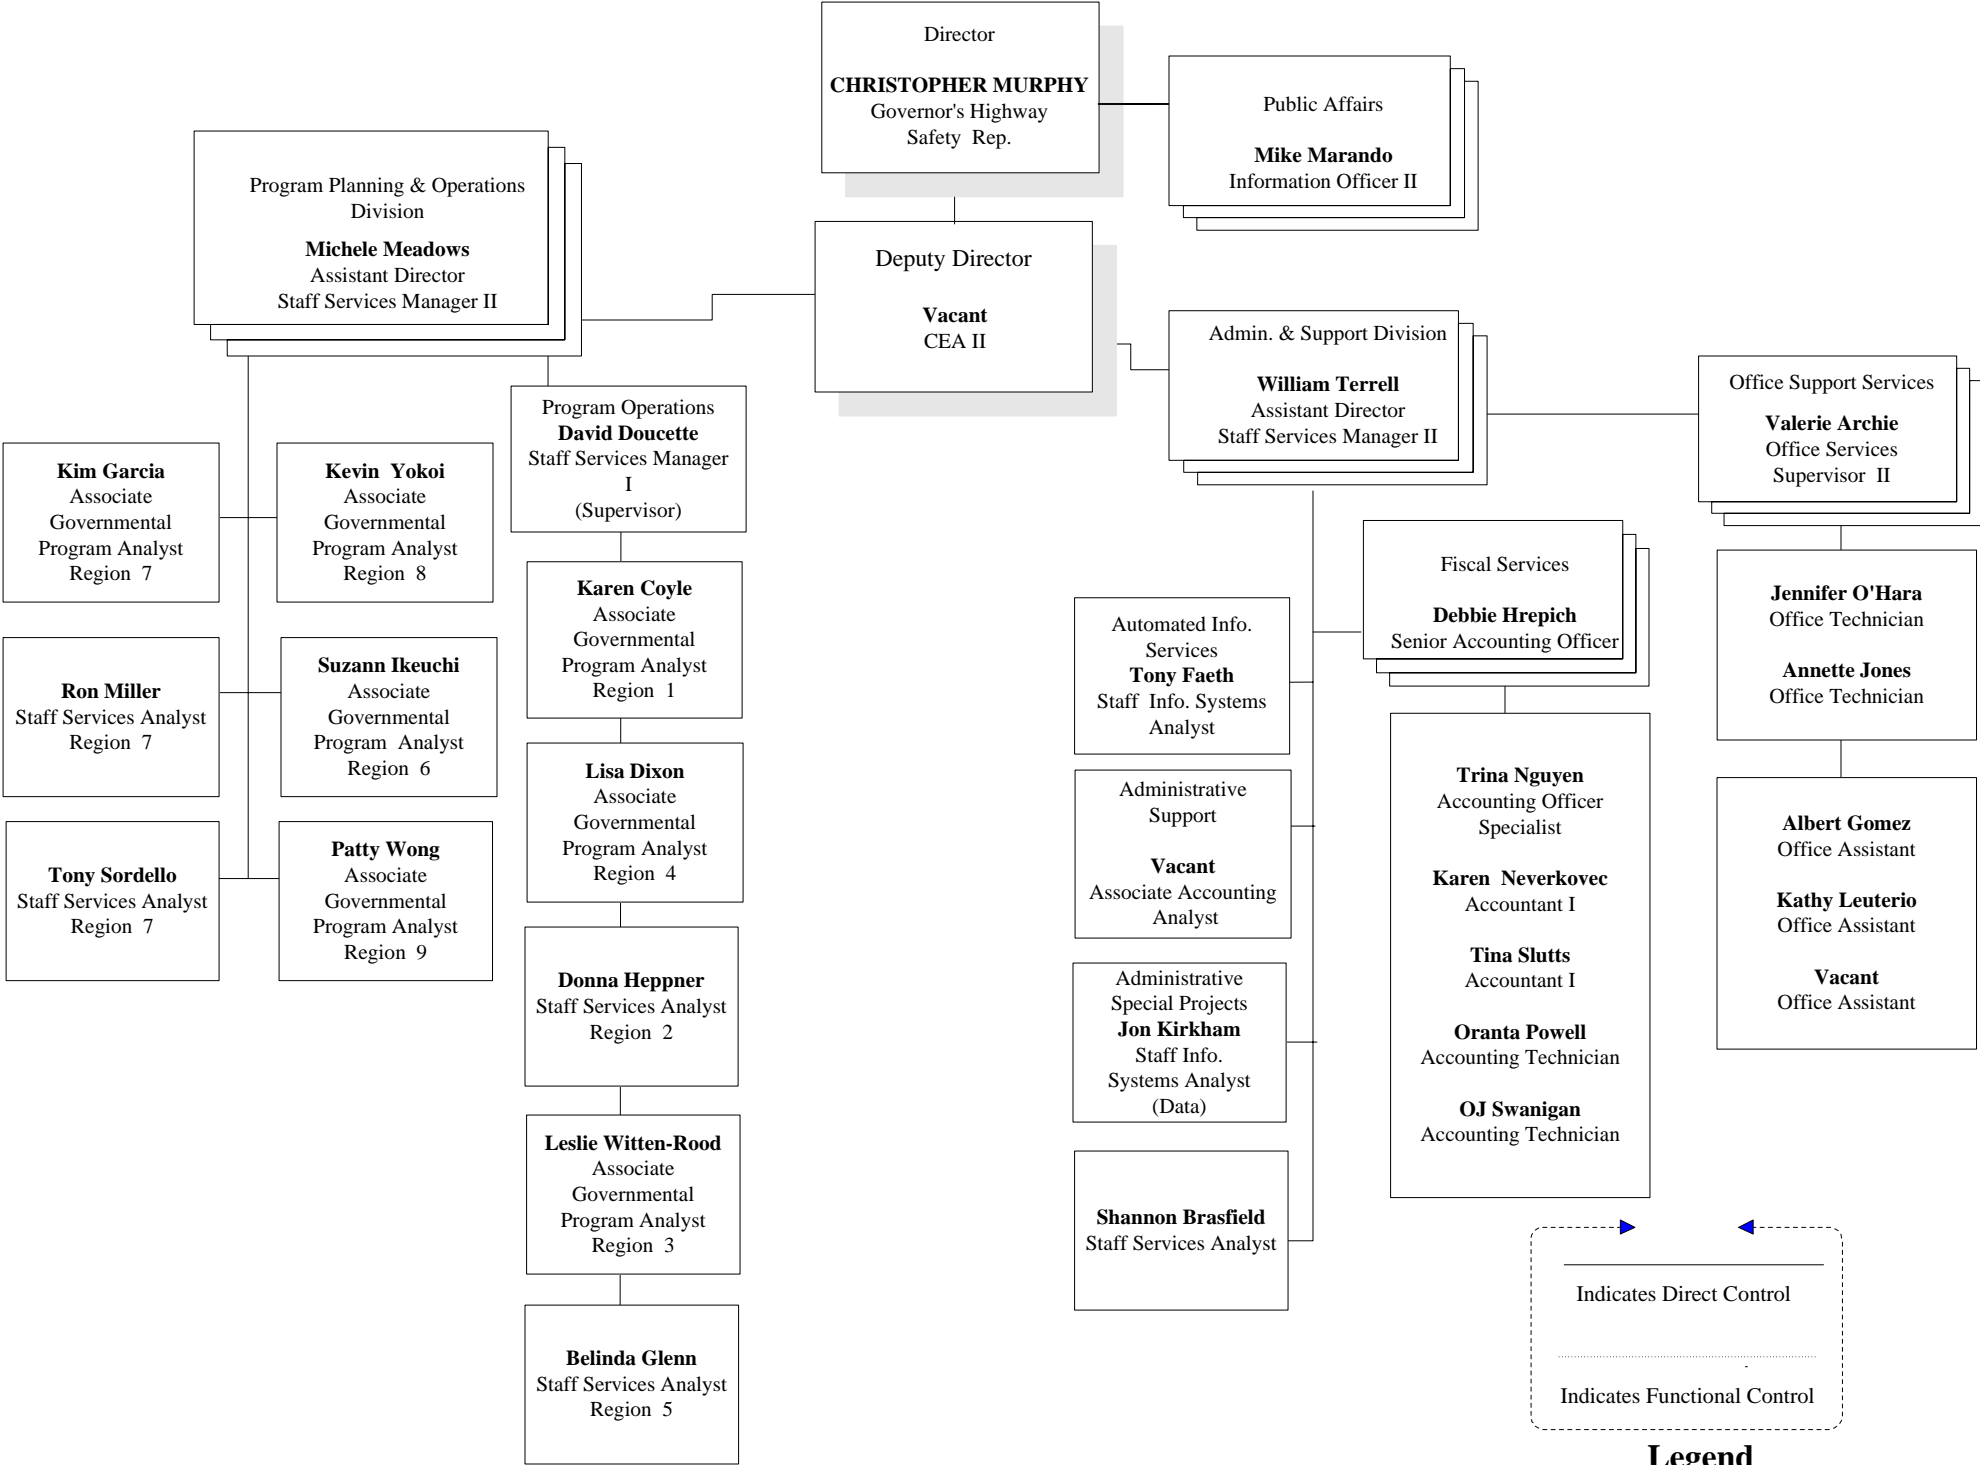 Director
CHRISTOPHER MURPHY
Governor's Highway
Safety Rep.
Public Affairs
Mike Marando
Information Officer II
Program Planning & Operations
Division
Michele Meadows
Assistant Director
Staff Services Manager II
Deputy Director
Vacant
CEA II
Admin. & Support Division
William Terrell
Assistant Director
Staff Services Manager II
Office Support Services
Valerie Archie
Office Services
Supervisor II
Program Operations
David Doucette
Staff Services Manager
I
(Supervisor)
Kim Garcia
Associate
Governmental
Program Analyst
Region 7
Kevin Yokoi
Associate
Governmental
Program Analyst
Region 8
Ron Miller
Staff Services Analyst
Region 7
Suzann Ikeuchi
Associate
Governmental
Program Analyst
Region 6
Tony Sordello
Staff Services Analyst
Region 7
Patty Wong
Associate
Governmental
Program Analyst
Region 9
Karen Coyle
Associate
Governmental
Program Analyst
Region 1
Lisa Dixon
Associate
Governmental
Program Analyst
Region 4
Donna Heppner
Staff Services Analyst
Region 2
Leslie Witten-Rood
Associate
Governmental
Program Analyst
Region 3
Belinda Glenn
Staff Services Analyst
Region 5
Automated Info.
Services
Tony Faeth
Staff Info. Systems
Analyst
Administrative
Support
Vacant
Associate Accounting
Analyst
Administrative
Special Projects
Jon Kirkham
Staff Info.
Systems Analyst
(Data)
Shannon Brasfield
Staff Services Analyst
Fiscal Services
Debbie Hrepich
Senior Accounting Officer
Trina Nguyen
Accounting Officer
Specialist
Karen Neverkovec
Accountant I
Tina Slutts
Accountant I
Oranta Powell
Accounting Technician
OJ Swanigan
Accounting Technician
Jennifer O'Hara
Office Technician
Annette Jones
Office Technician
Albert Gomez
Office Assistant
Kathy Leuterio
Office Assistant
Vacant
Office Assistant
Indicates Direct Control
Indicates Functional Control
Legend